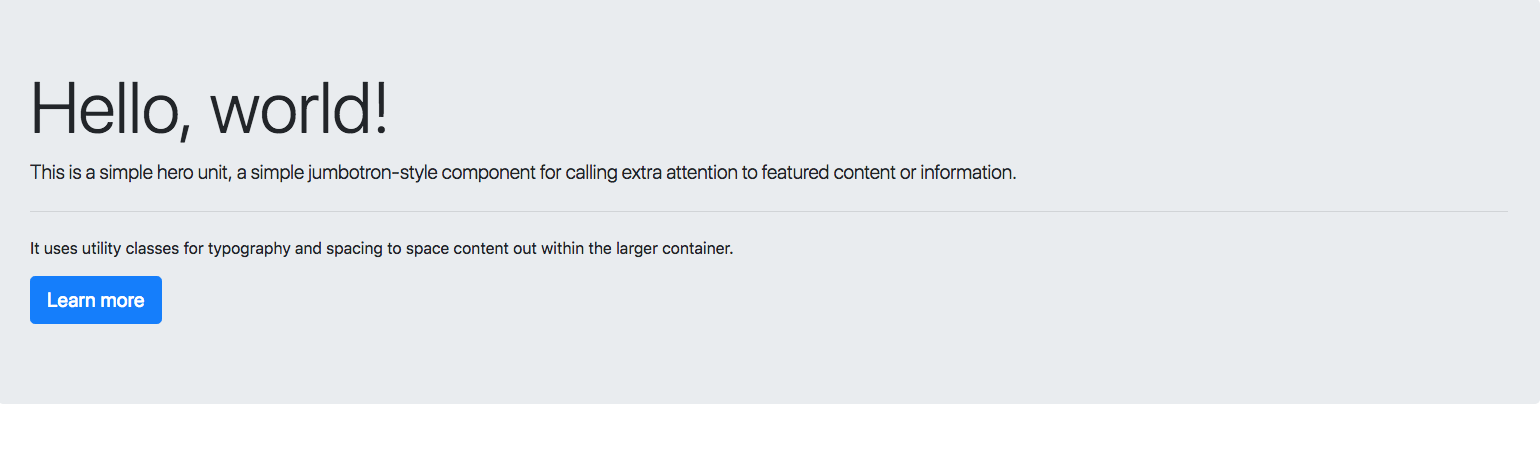 Hello, world!
This is a simple hero unit, a simple jumbotron-style component for calling extra attention to featured content or information.
It uses utility classes for typography and spacing to space content out within the larger container.
Learn more